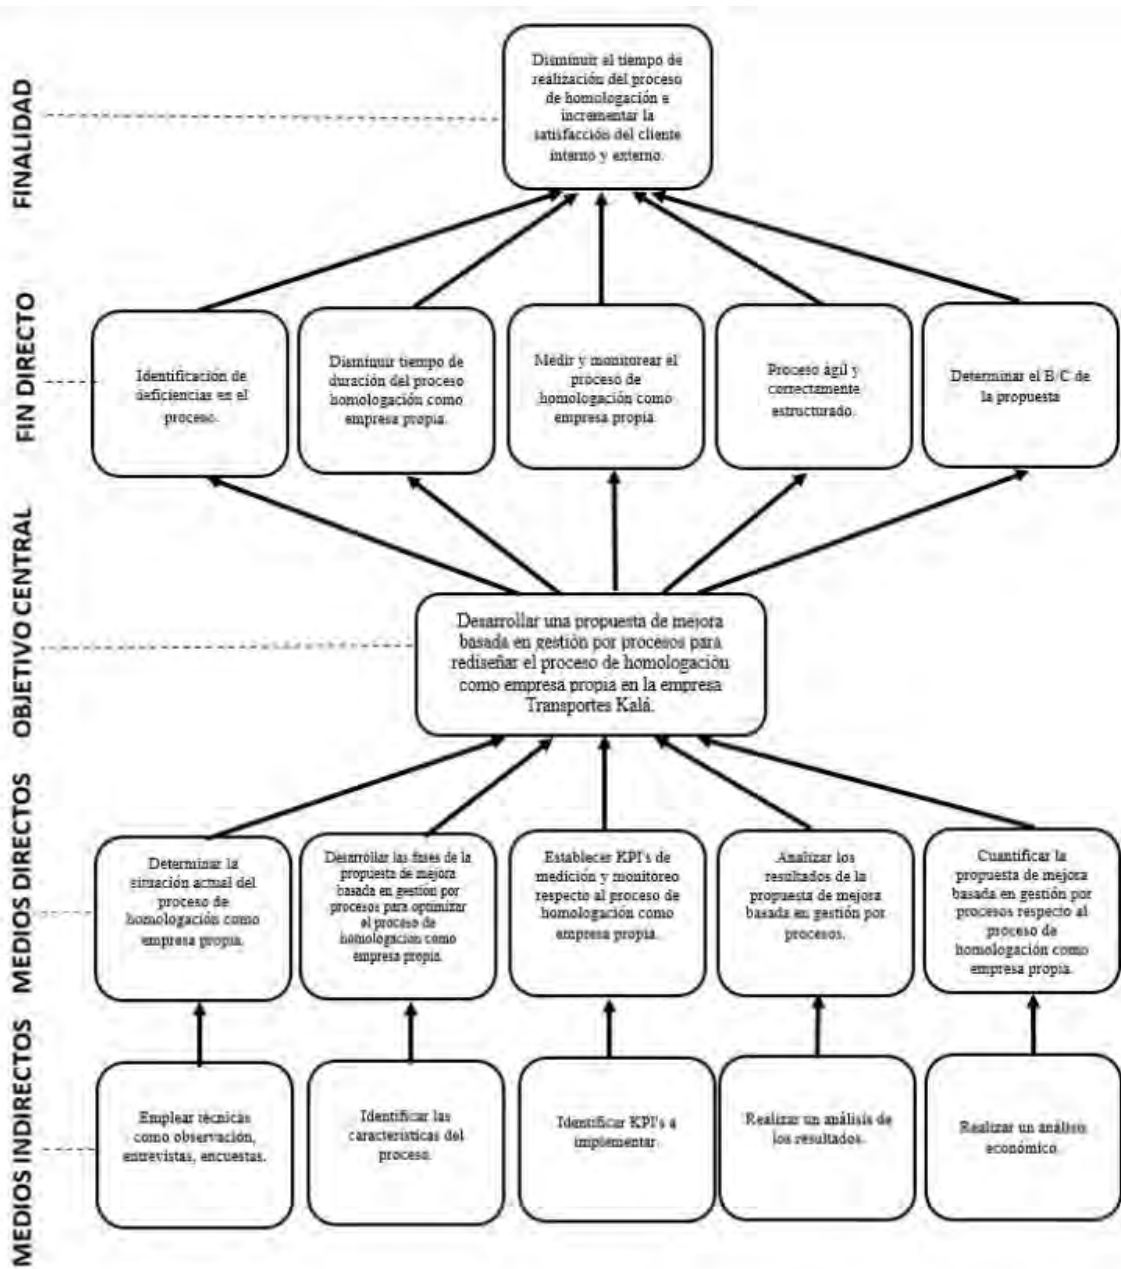 FINALIDAD
Disminuir el tiempo de
realización del proceso
de homologación e
incrementar la
satisfacción del cliente
interno y externo.
FIN DIRECTO
Identificación de
deficiencias en el
proceso.
Disminuir tiempo de
duración del proceso
homologación como
empresa propia.
Medir y monitorear el
proceso de
homologación como
empresa propia.
Proceso ágil y
correctamente
estructurado.
Determinar el B/C de
la propuesta
OBJETIVO CENTRAL
Desarrollar una propuesta de mejora
basada en gestión por procesos para
rediseñar el proceso de homologación
como empresa propia en la empresa
Transportes Kalá.
MEDIOS DIRECTOS
Determinar la
situación actual del
proceso de
homologación como
empresa propia.
Desarrollar las fases de la
propuesta de mejora
basada en gestión por
procesos para optimizar
el proceso de
homologación como
empresa propia.
Establecer KPI's de
medición y monitoreo
respecto al proceso de
homologación como
empresa propia.
Analizar los
resultados de la
propuesta de mejora
basada en gestión por
procesos.
Cuantificar la
propuesta de mejora
basada en gestión por
procesos respecto al
proceso de
homologación como
empresa propia.
MEDIOS INDIRECTOS
Emplear técnicas
como observación,
entrevistas, encuestas.
Identificar las
características del
proceso.
Identificar KPI's a
implementar.
Realizar un análisis de
los resultados.
Realizar un análisis
económico.